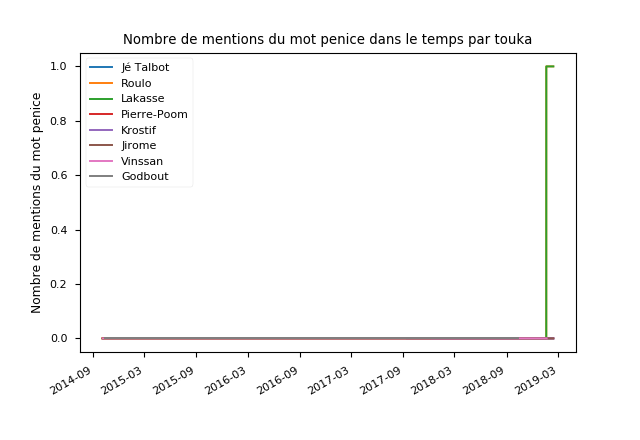 Nombre de mentions du mot penice dans le temps par touka
Nombre de mentions du mot penice
1.0
0.8
0.6
0.4
0.2
0.0
Jé Talbot
Roulo
Lakasse
Pierre-Poom
Krostif
Jirome
Vinssan
Godbout
2014-09
2015-03
2015-09
2016-03
2016-09
2017-03
2017-09
2018-03
2018-09
2019-03